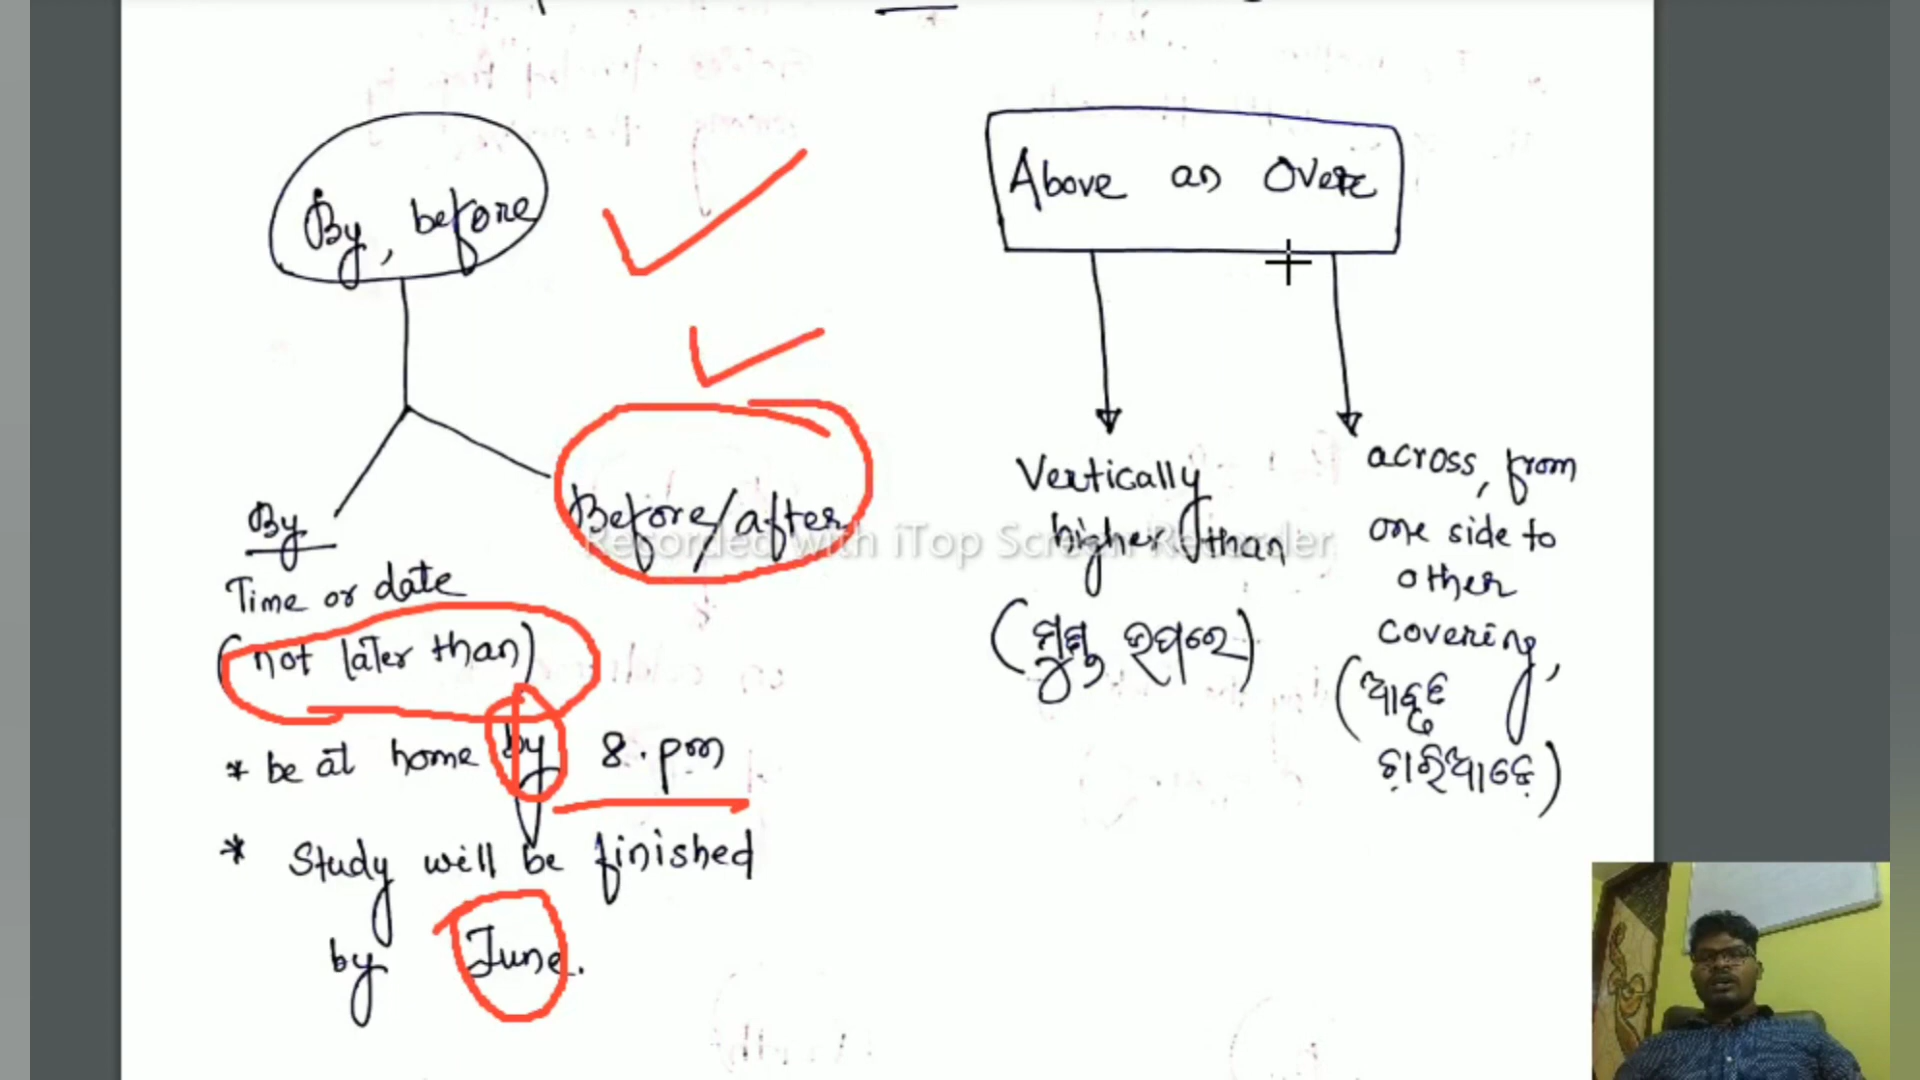 By, before
By
Before/after
Time or date
(not later than)
* be at home by 8.pm
* Study will be finished
by June.
Above an Over
Vertically
higher than
across, from
one side to
other
covering,
Recorded with iTop Screen Recorder